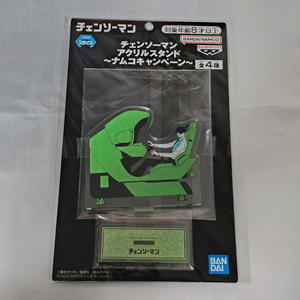 チェンソーマン
対象年齢8才以上
プライズ
BANDAI NAMCO
BANPRESTO
チェンソーマン
アクリルスタンド
〜ナムコキャンペーン〜
全4種
チェンソーマン
BANDAI